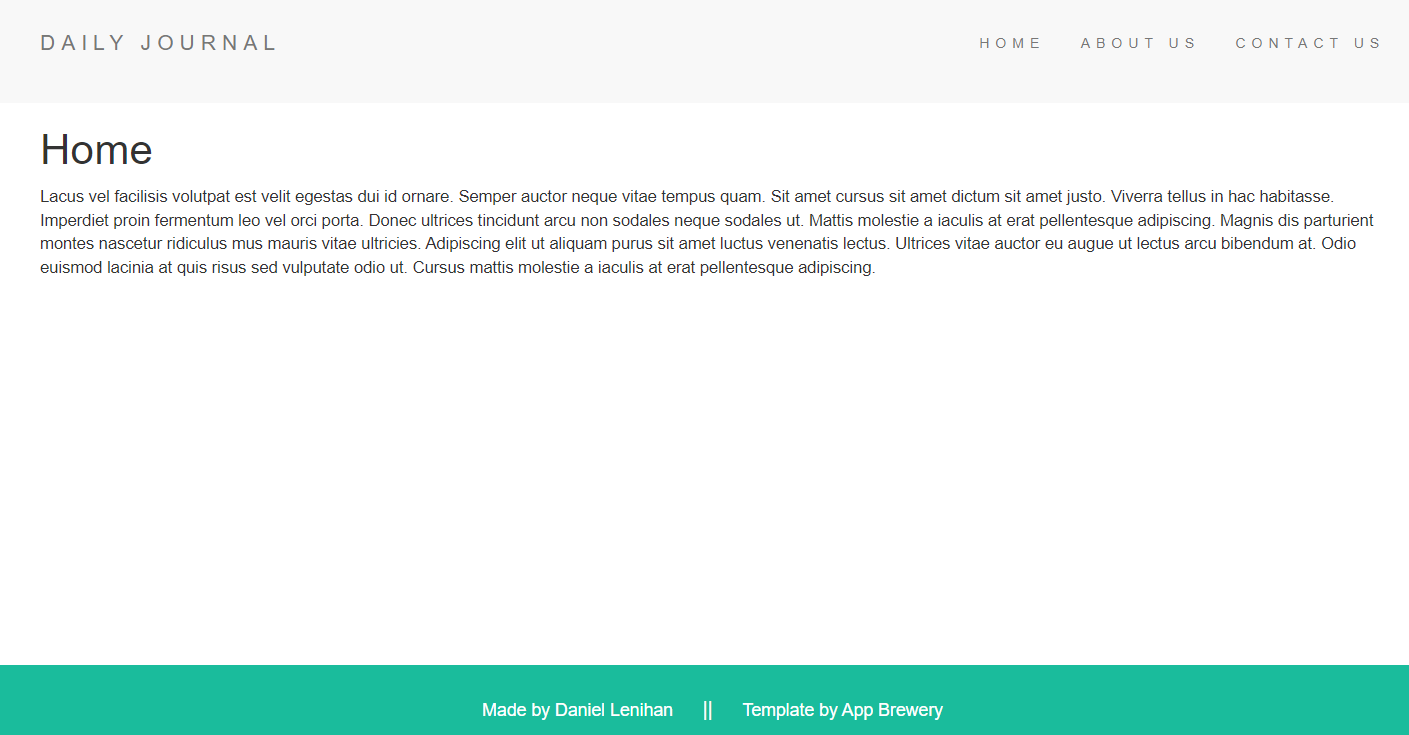 DAILY JOURNAL
HOME ABOUT US CONTACT US
Home
Lacus vel facilisis volutpat est velit egestas dui id ornare. Semper auctor neque vitae tempus quam. Sit amet cursus sit amet dictum sit amet justo. Viverra tellus in hac habitasse.
Imperdiet proin fermentum leo vel orci porta. Donec ultrices tincidunt arcu non sodales neque sodales ut. Mattis molestie a iaculis at erat pellentesque adipiscing. Magnis dis parturient
montes nascetur ridiculus mus mauris vitae ultricies. Adipiscing elit ut aliquam purus sit amet luctus venenatis lectus. Ultrices vitae auctor eu augue ut lectus arcu bibendum at. Odio
euismod lacinia at quis risus sed vulputate odio ut. Cursus mattis molestie a iaculis at erat pellentesque adipiscing.
Made by Daniel Lenihan || Template by App Brewery